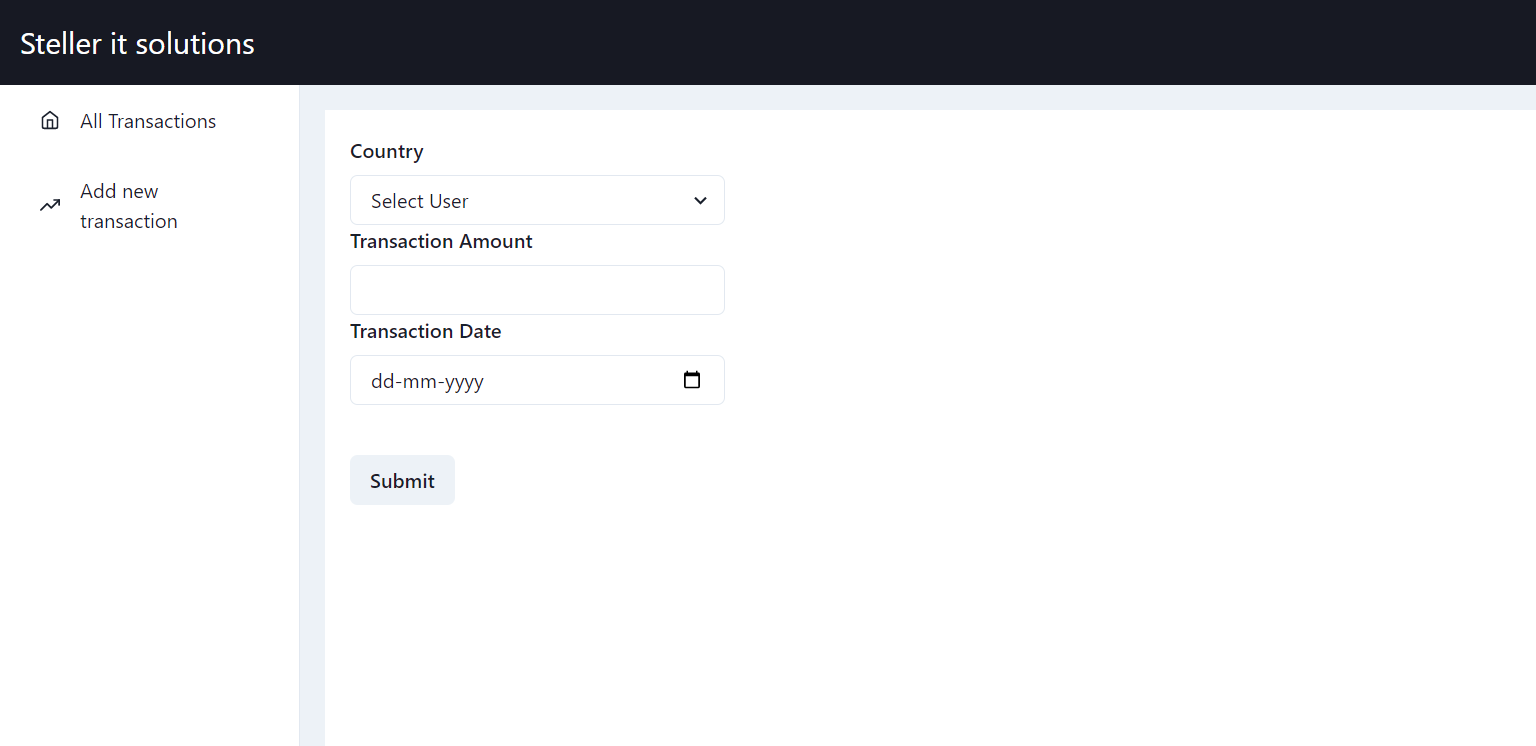 Steller it solutions
All Transactions
Add new
transaction
Country
Select User
Transaction Amount
Transaction Date
dd-mm-yyyy
Submit